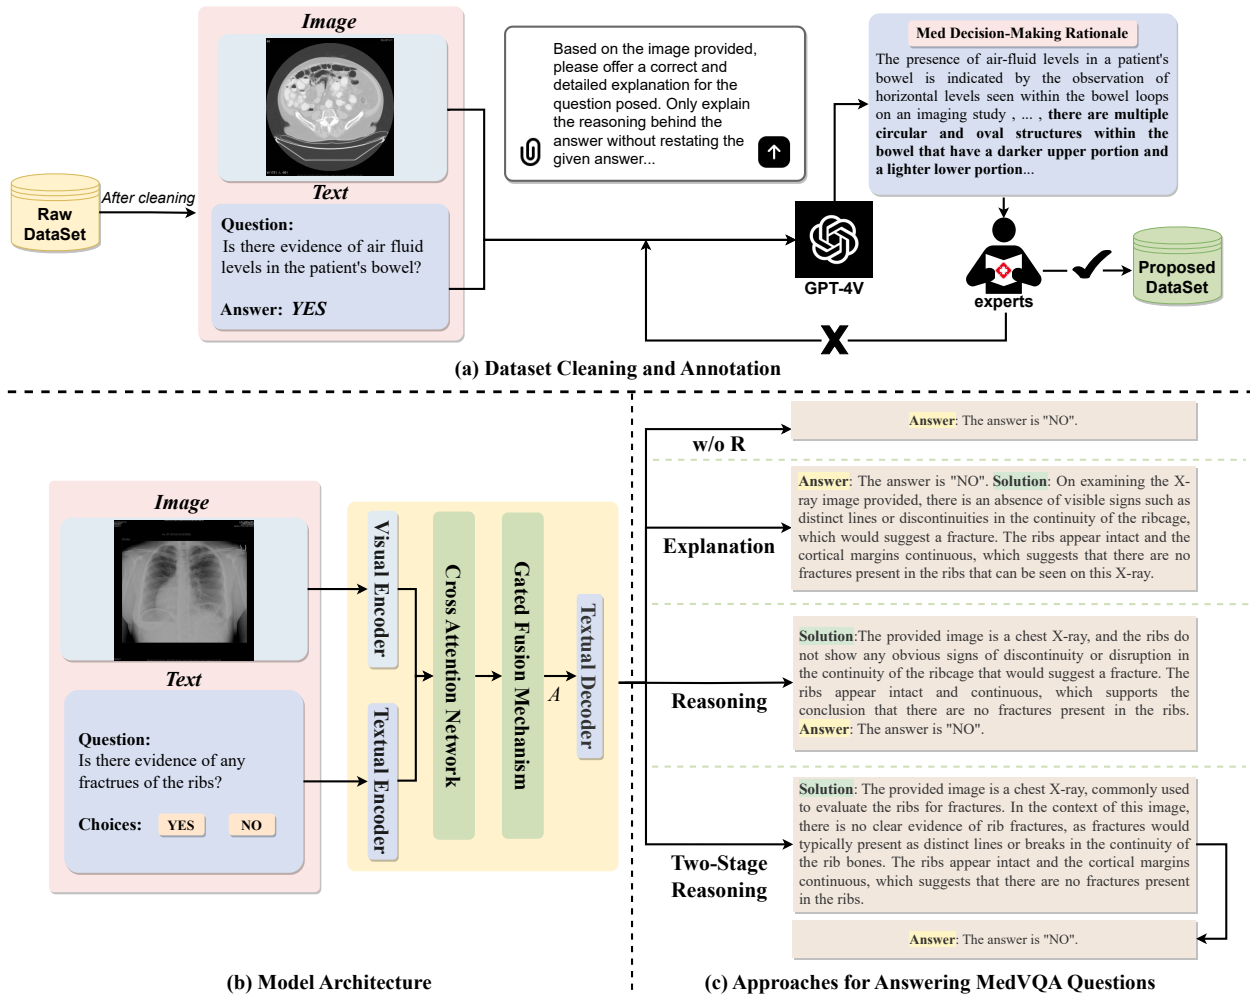 Image
Text
Raw
DataSet
After cleaning
Question:
Is there evidence of air fluid
levels in the patient's bowel?
Answer: YES
Based on the image provided,
please offer a correct and
detailed explanation for the
question posed. Only explain
the reasoning behind the
answer without restating the
given answer...
GPT-4V
Med Decision-Making Rationale
The presence of air-fluid levels in a patient's
bowel is indicated by the observation of
horizontal levels seen within the bowel loops
on an imaging study , ... , there are multiple
circular and oval structures within the
bowel that have a darker upper portion and
a lighter lower portion...
experts
Proposed
DataSet
(a) Dataset Cleaning and Annotation
Image
Text
Question:
Is there evidence of any
fractrues of the ribs?
Choices: YES NO
Visual Encoder
Textual Encoder
Cross Attention Network
Gated Fusion Mechanism
A
Textual Decoder
(b) Model Architecture
w/o R
Answer: The answer is "NO".
Explanation
Answer: The answer is "NO". Solution: On examining the X-
ray image provided, there is an absence of visible signs such as
distinct lines or discontinuities in the continuity of the ribcage,
which would suggest a fracture. The ribs appear intact and the
cortical margins continuous, which suggests that there are no
fractures present in the ribs that can be seen on this X-ray.
Reasoning
Solution:The provided image is a chest X-ray, and the ribs do
not show any obvious signs of discontinuity or disruption in
the continuity of the ribcage that would suggest a fracture. The
ribs appear intact and continuous, which supports the
conclusion that there are no fractures present in the ribs.
Answer: The answer is "NO".
Two-Stage
Reasoning
Solution: The provided image is a chest X-ray, commonly used
to evaluate the ribs for fractures. In the context of this image,
there is no clear evidence of rib fractures, as fractures would
typically present as distinct lines or breaks in the continuity of
the rib bones. The ribs appear intact and the cortical margins
continuous, which suggests that there are no fractures present
in the ribs.
Answer: The answer is "NO".
(c) Approaches for Answering MedVQA Questions